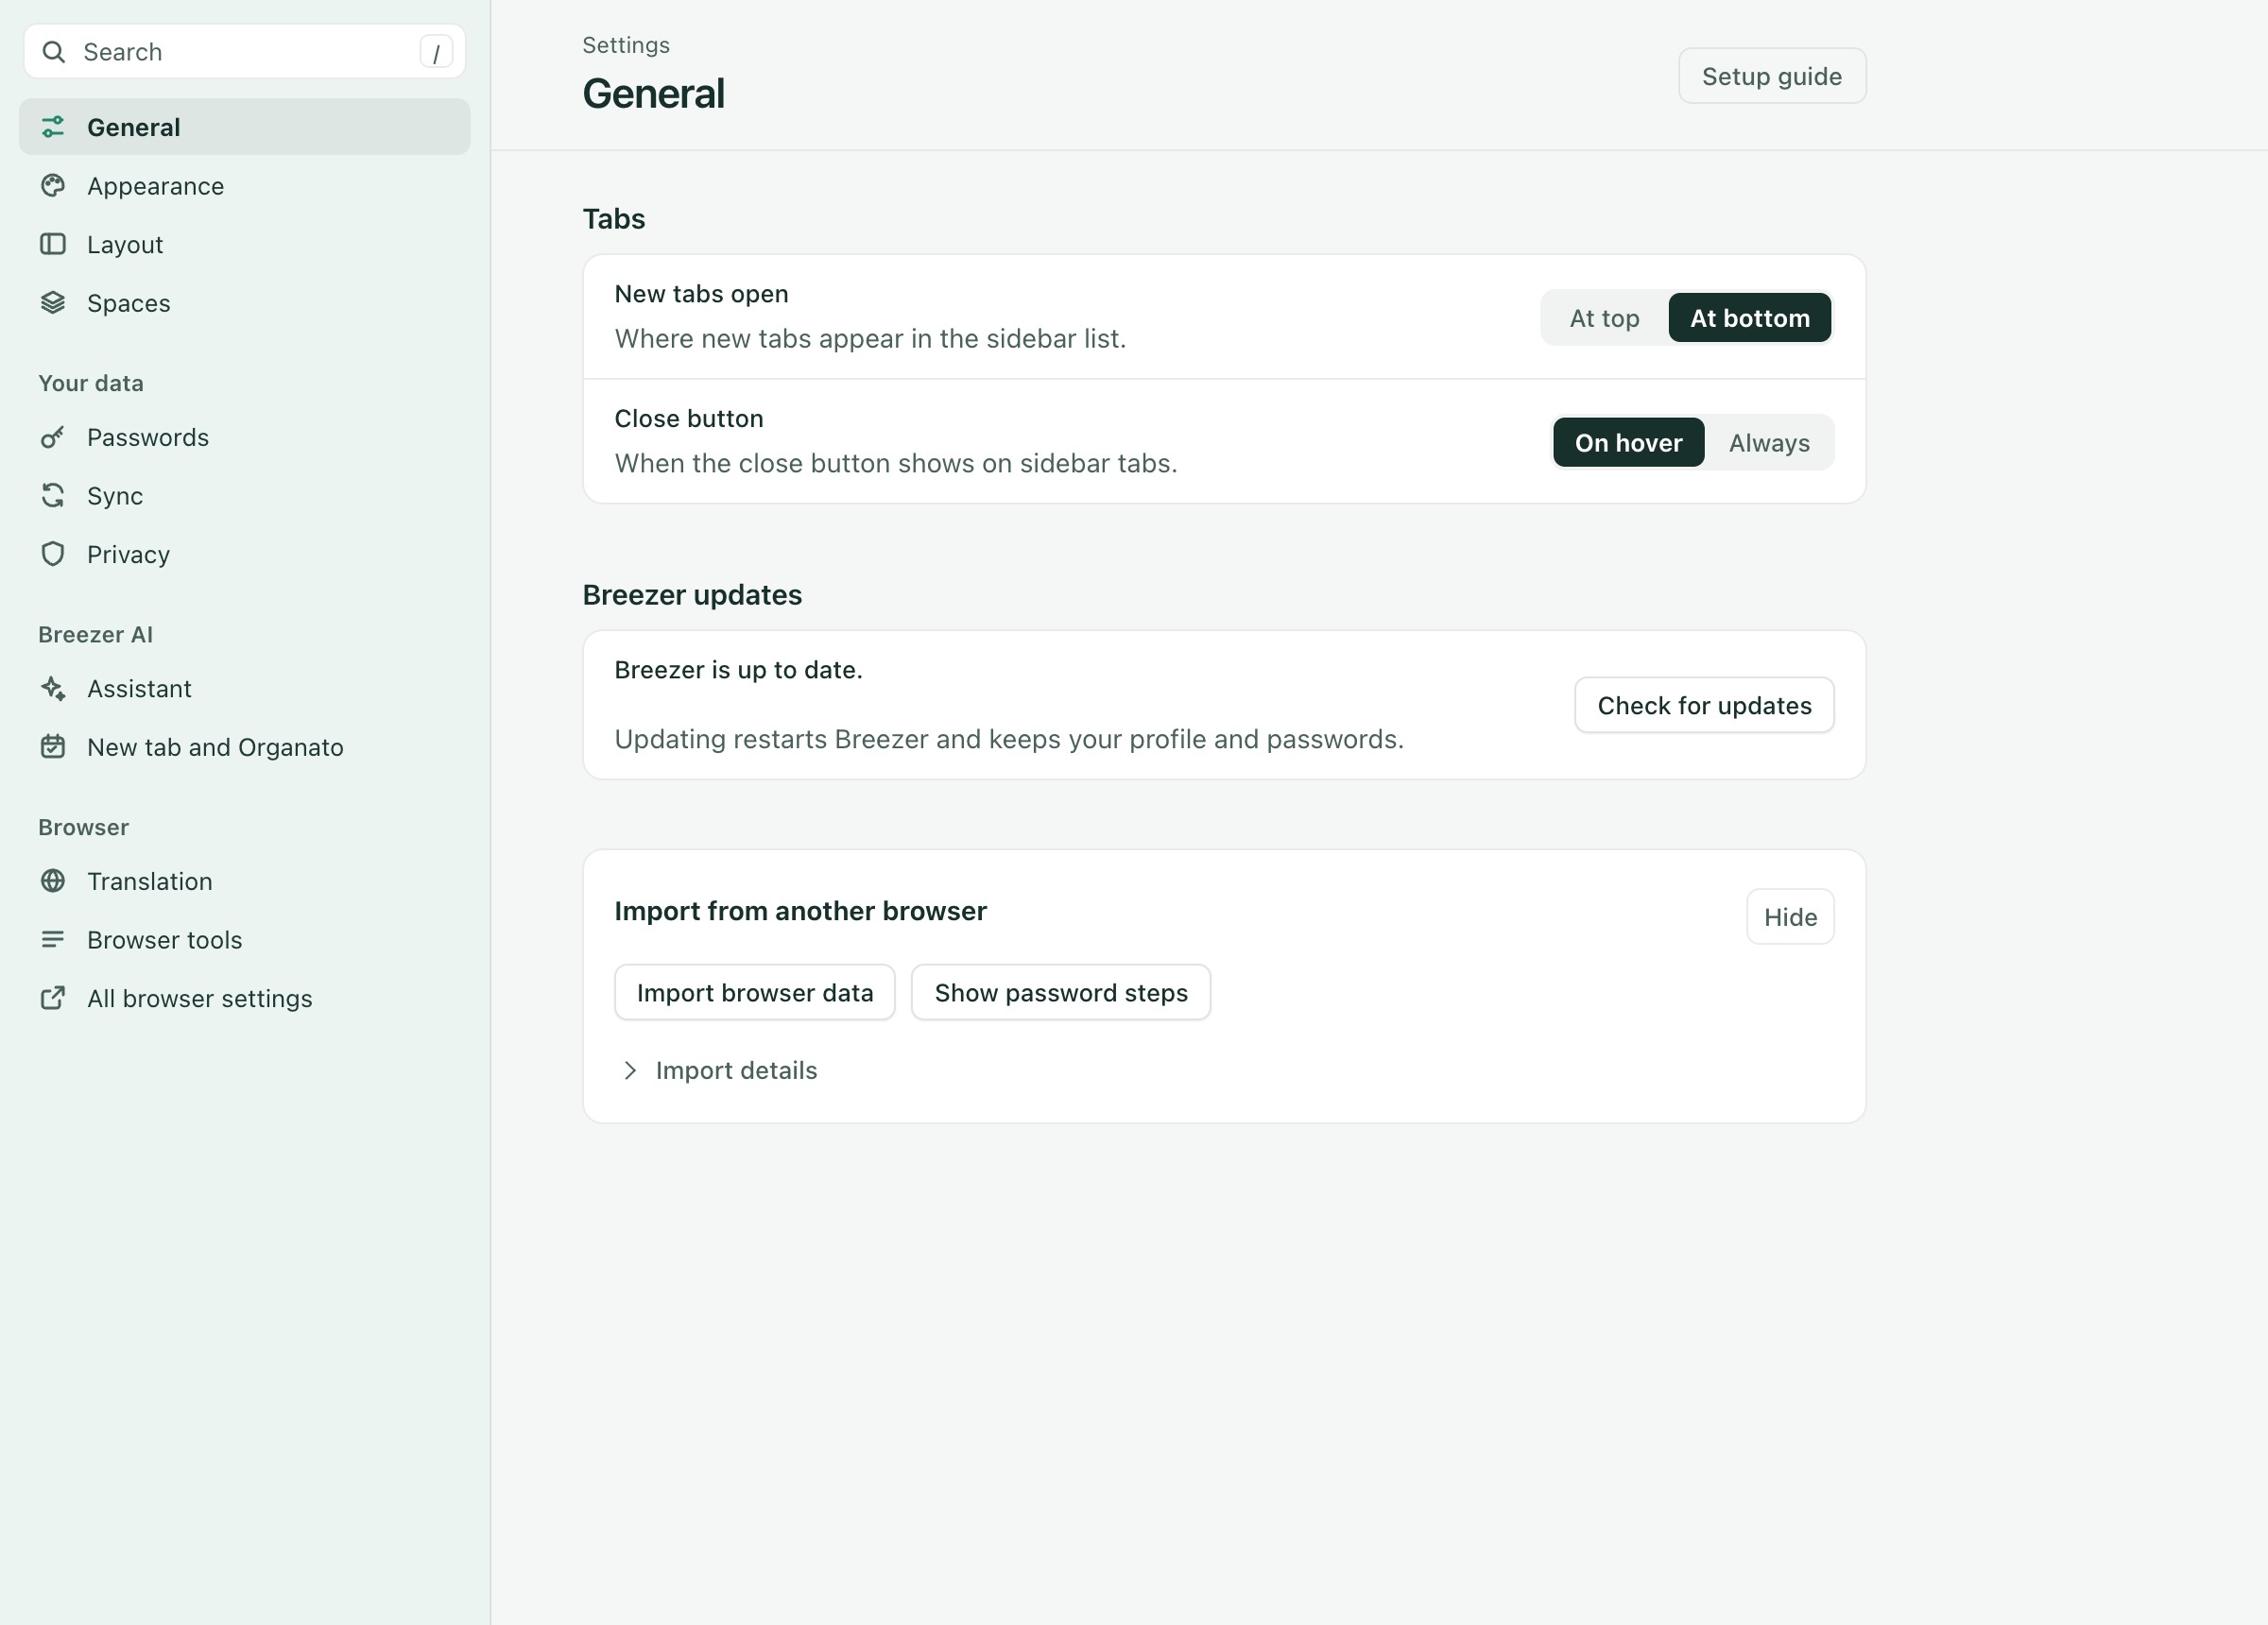 Search
/
General
Appearance
Layout
Spaces
Your data
Passwords
Sync
Privacy
Breezer AI
Assistant
New tab and Organato
Browser
Translation
Browser tools
All browser settings
Settings
General
Setup guide
Tabs
New tabs open
Where new tabs appear in the sidebar list.
At top
At bottom
Close button
When the close button shows on sidebar tabs.
On hover
Always
Breezer updates
Breezer is up to date.
Updating restarts Breezer and keeps your profile and passwords.
Check for updates
Import from another browser
Hide
Import browser data
Show password steps
Import details